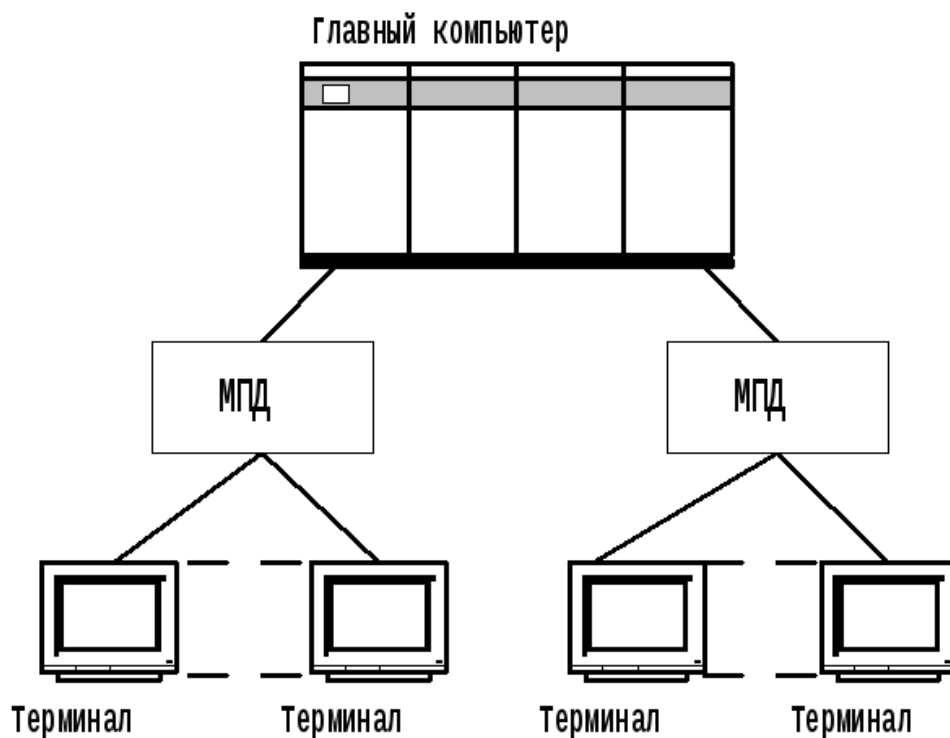 Главный компьютер
МПД
МПД
Терминал
Терминал
Терминал
Терминал